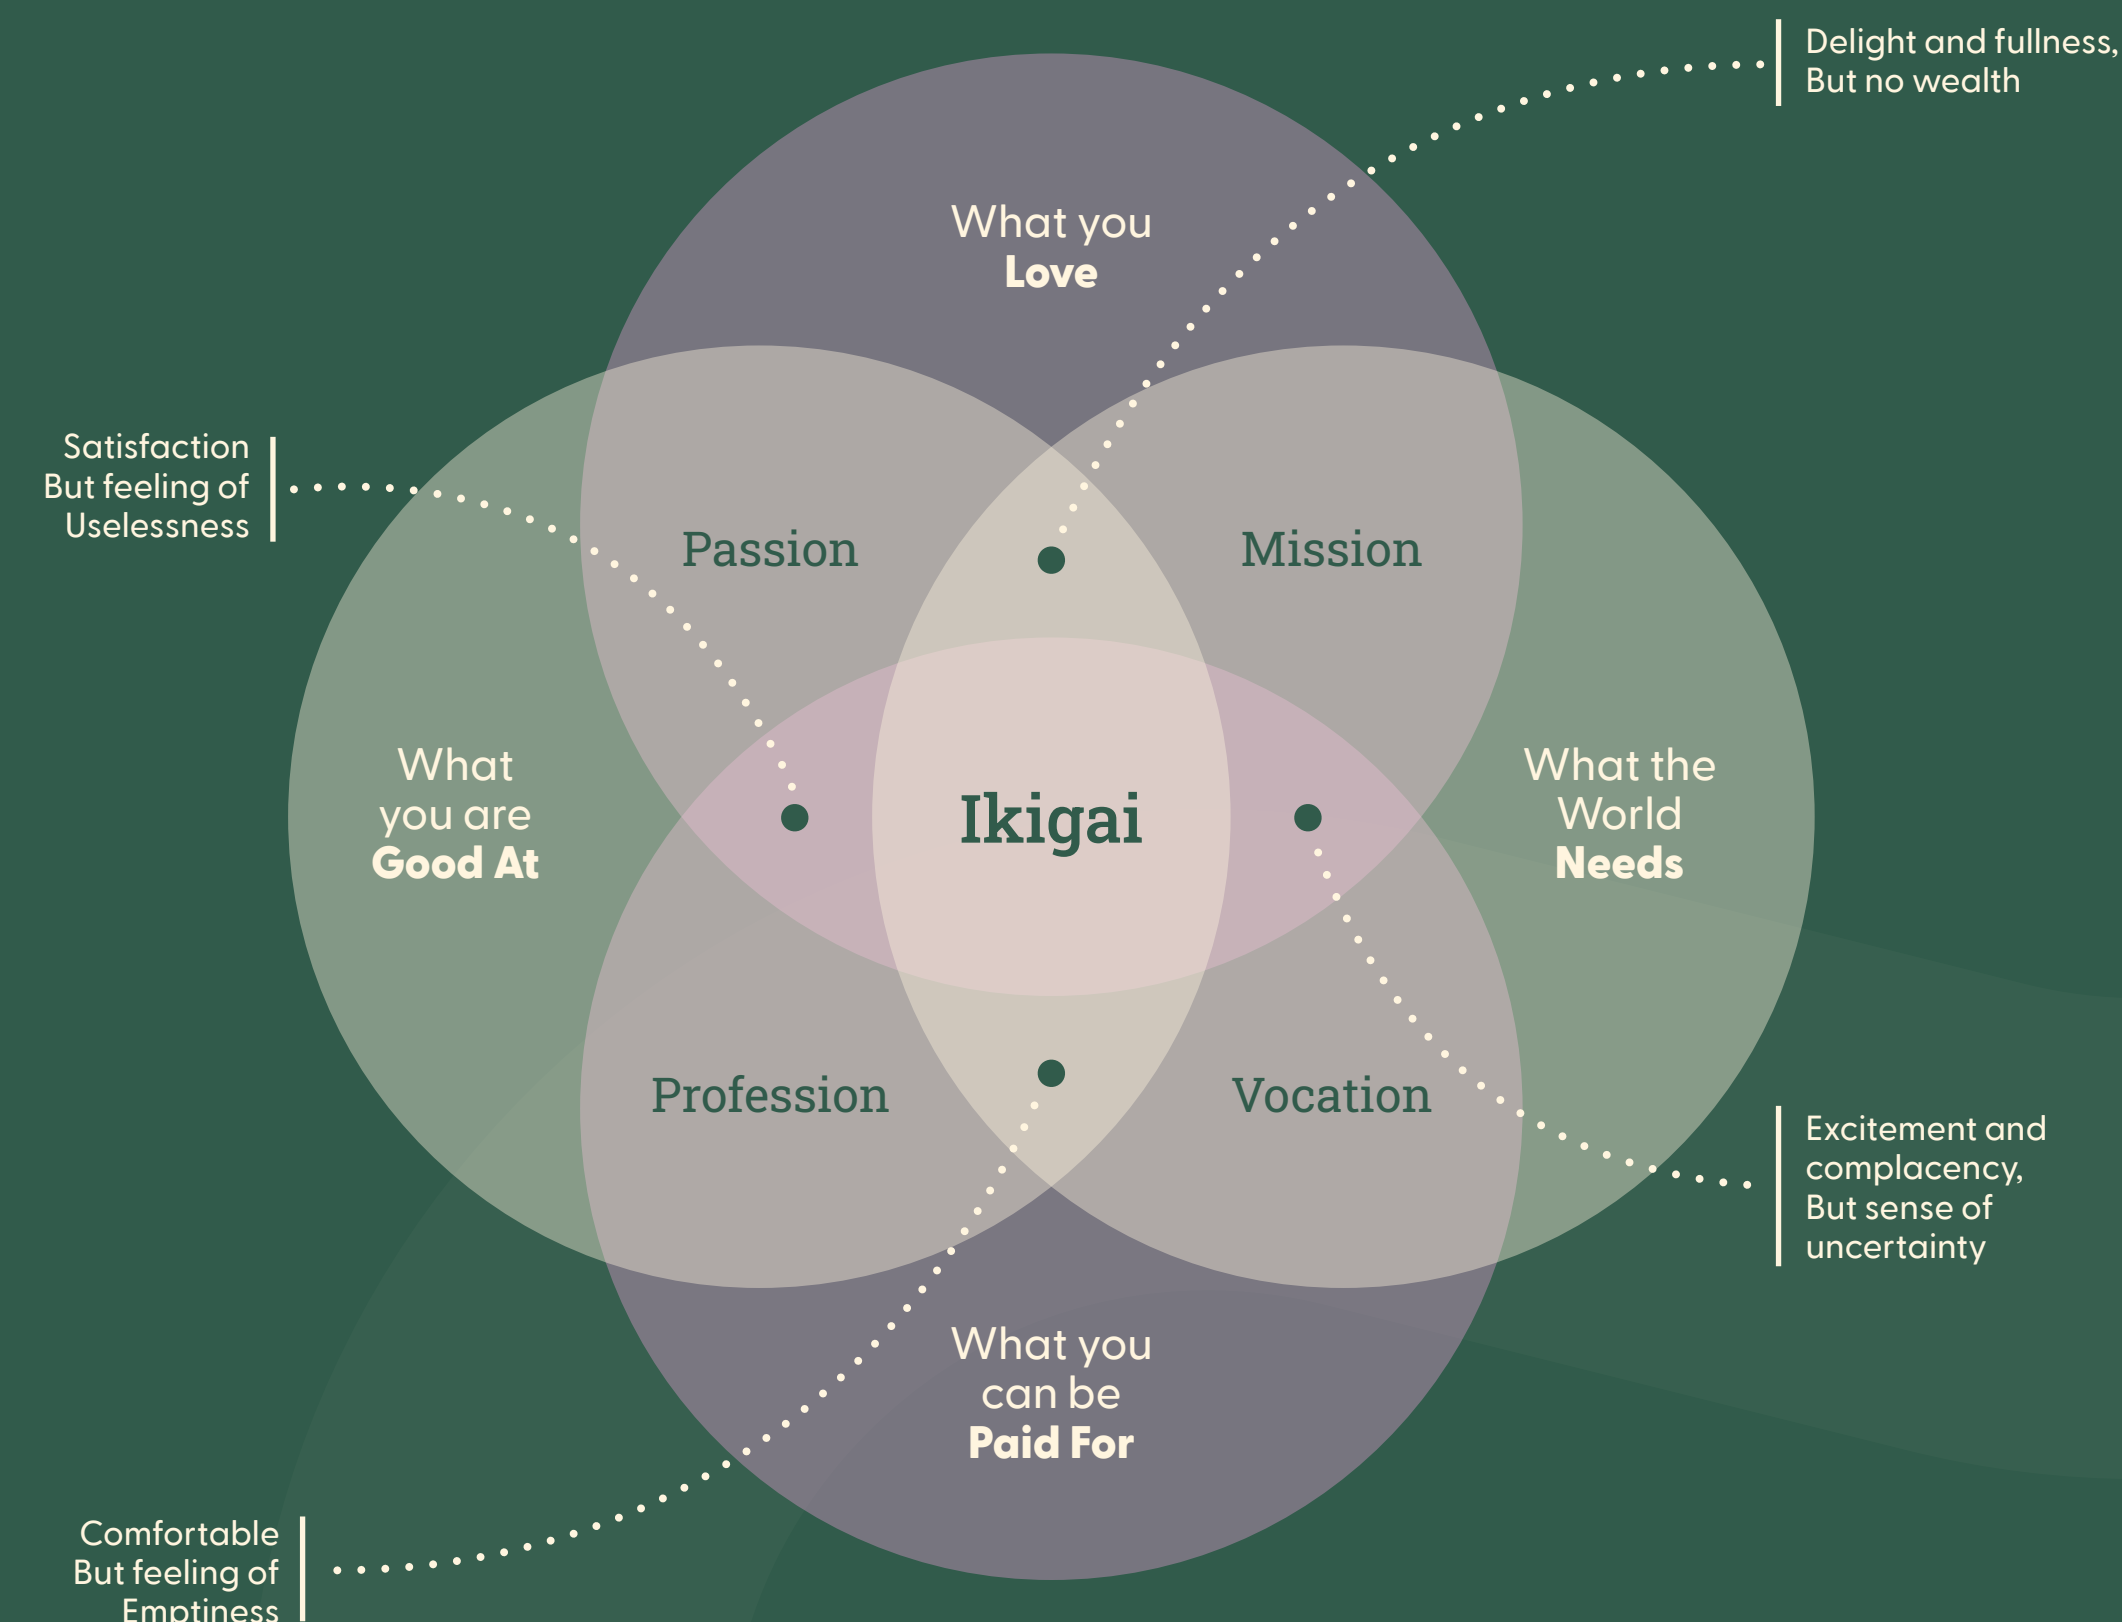 Delight and fullness,
But no wealth
What you
Love
Satisfaction
But feeling of
Uselessness
Passion
Mission
What
you are
Good At
Ikigai
What the
World
Needs
Profession
Vocation
Excitement and
complacency,
But sense of
uncertainty
What you
can be
Paid For
Comfortable
But feeling of
Emptiness